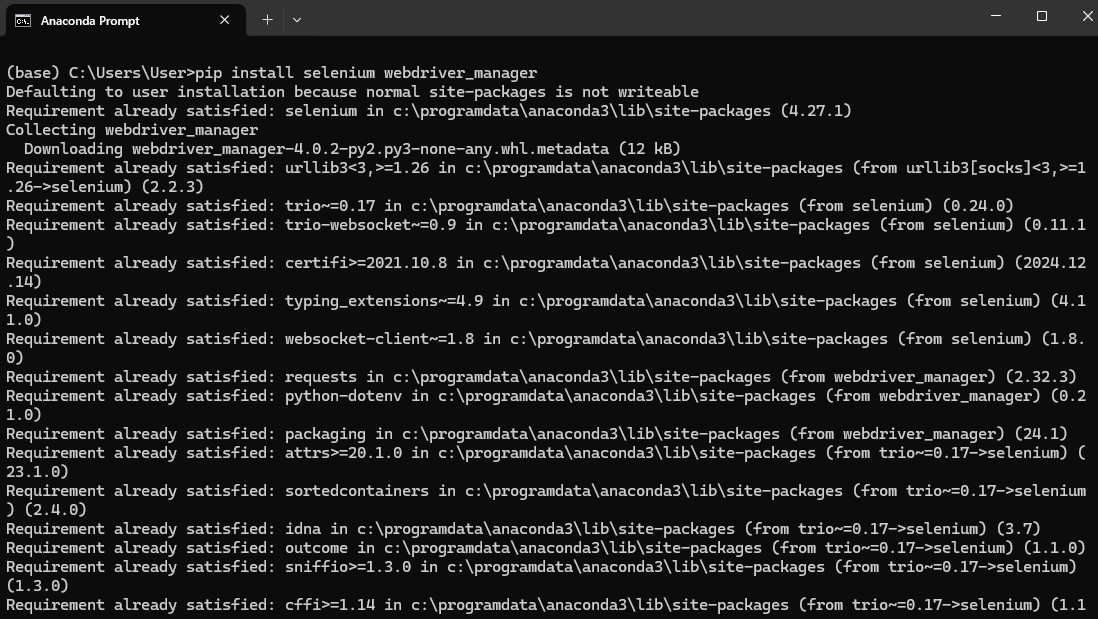 Anaconda Prompt
(base) C:\Users\User>pip install selenium webdriver_manager
Defaulting to user installation because normal site-packages is not writeable
Requirement already satisfied: selenium in c:\programdata\anaconda3\lib\site-packages (4.27.1)
Collecting webdriver_manager
  Downloading webdriver_manager-4.0.2-py2.py3-none-any.whl.metadata (12 kB)
Requirement already satisfied: urllib3<3,>=1.26 in c:\programdata\anaconda3\lib\site-packages (from urllib3[socks]<3,>=1
.26->selenium) (2.2.3)
Requirement already satisfied: trio~=0.17 in c:\programdata\anaconda3\lib\site-packages (from selenium) (0.24.0)
Requirement already satisfied: trio-websocket~=0.9 in c:\programdata\anaconda3\lib\site-packages (from selenium) (0.11.1
)
Requirement already satisfied: certifi>=2021.10.8 in c:\programdata\anaconda3\lib\site-packages (from selenium) (2024.12
.14)
Requirement already satisfied: typing_extensions~=4.9 in c:\programdata\anaconda3\lib\site-packages (from selenium) (4.1
1.0)
Requirement already satisfied: websocket-client~=1.8 in c:\programdata\anaconda3\lib\site-packages (from selenium) (1.8.
0)
Requirement already satisfied: requests in c:\programdata\anaconda3\lib\site-packages (from webdriver_manager) (2.32.3)
Requirement already satisfied: python-dotenv in c:\programdata\anaconda3\lib\site-packages (from webdriver_manager) (0.2
1.0)
Requirement already satisfied: packaging in c:\programdata\anaconda3\lib\site-packages (from webdriver_manager) (24.1)
Requirement already satisfied: attrs>=20.1.0 in c:\programdata\anaconda3\lib\site-packages (from trio~=0.17->selenium) (
23.1.0)
Requirement already satisfied: sortedcontainers in c:\programdata\anaconda3\lib\site-packages (from trio~=0.17->selenium
) (2.4.0)
Requirement already satisfied: idna in c:\programdata\anaconda3\lib\site-packages (from trio~=0.17->selenium) (3.7)
Requirement already satisfied: outcome in c:\programdata\anaconda3\lib\site-packages (from trio~=0.17->selenium) (1.1.0)
Requirement already satisfied: sniffio>=1.3.0 in c:\programdata\anaconda3\lib\site-packages (from trio~=0.17->selenium)
(1.3.0)
Requirement already satisfied: cffi>=1.14 in c:\programdata\anaconda3\lib\site-packages (from trio~=0.17->selenium) (1.1